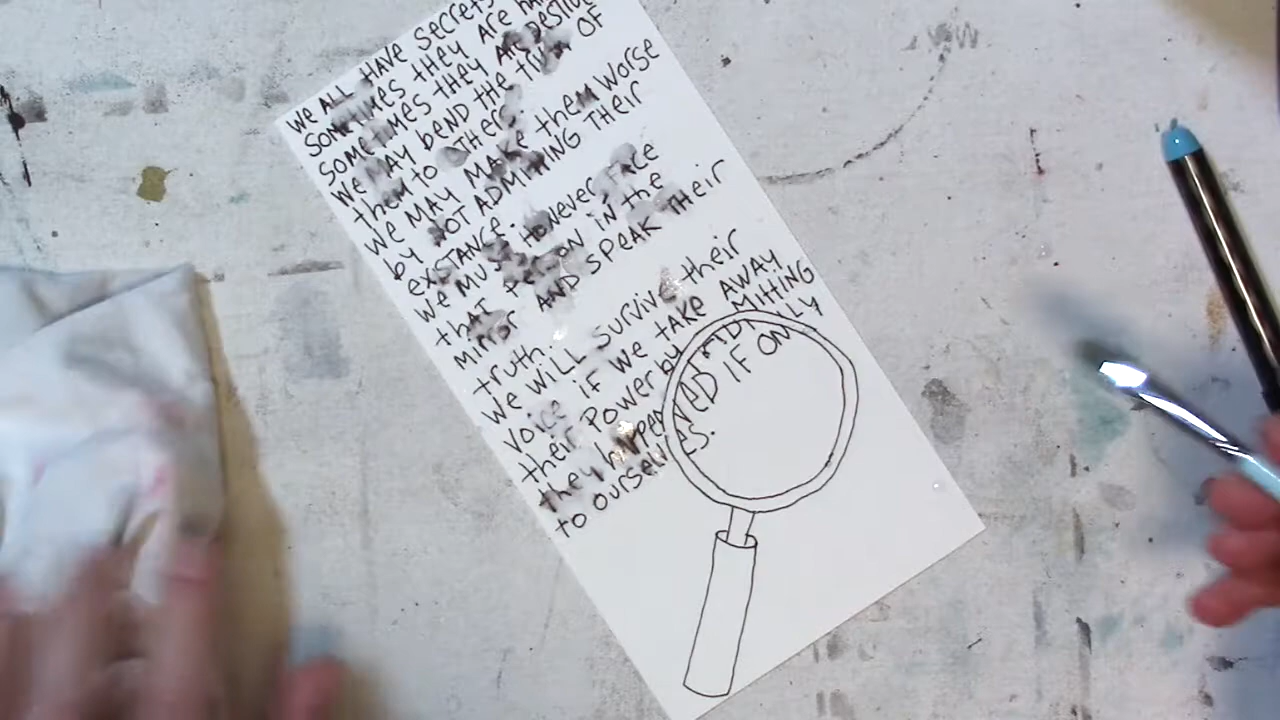 We ALL HAVE SECRETS
SOMETIMES they ARE
SOMETIMES they ARE
We MAY BEND the TRUTH OF
them to OTHERS.
We MAY MAKE them Worse
by NOT ADMITTING THEIR
EXISTANCE.
We MUST However FACE
that PERSON in the
MIRROR AND SPEAK THEIR
truth.
We WILL SURVIVE their
VOICE IF WE TAKE AWAY
their POWER by ADMITTING
they HAPPENED IF ONLY
TO OURSELVES.